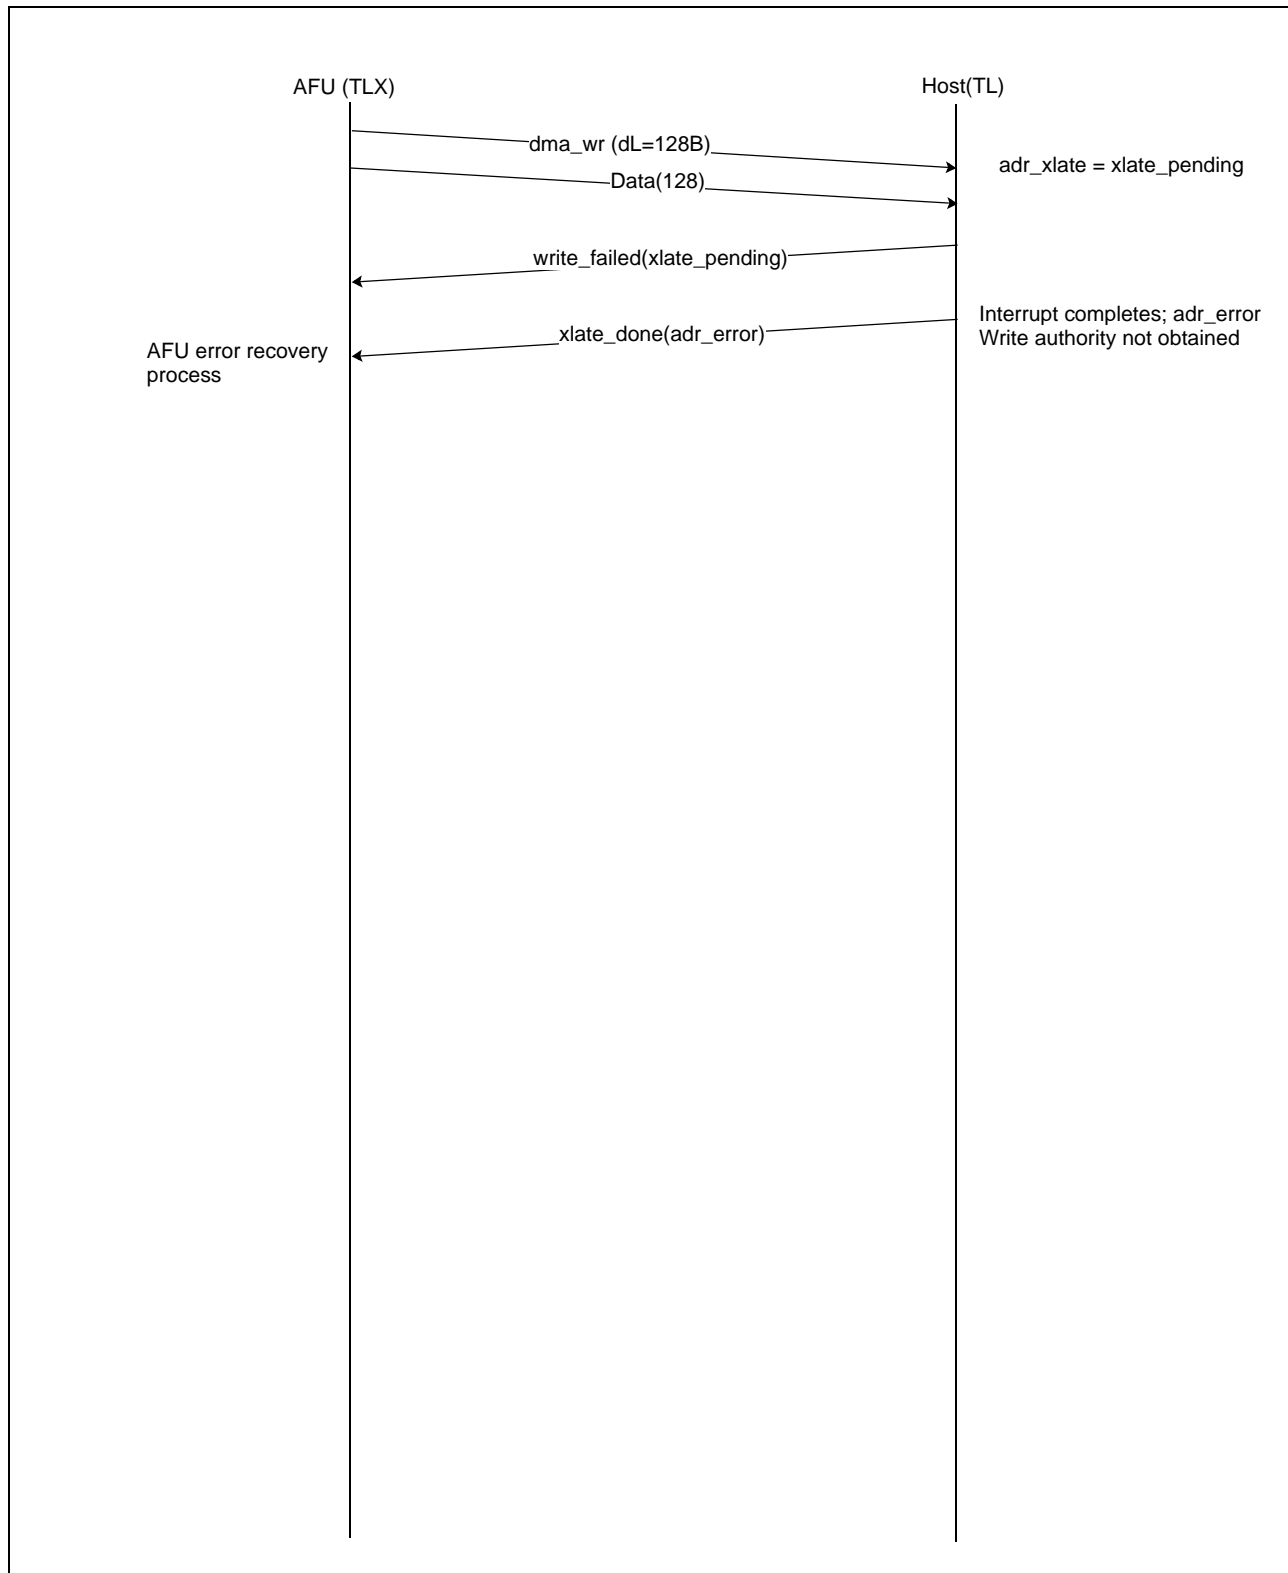 AFU (TLX)
Host(TL)
dma_wr (dL=128B)
adr_xlate = xlate_pending
Data(128)
write_failed(xlate_pending)
Interrupt completes; adr_error
Write authority not obtained
xlate_done(adr_error)
AFU error recovery
process